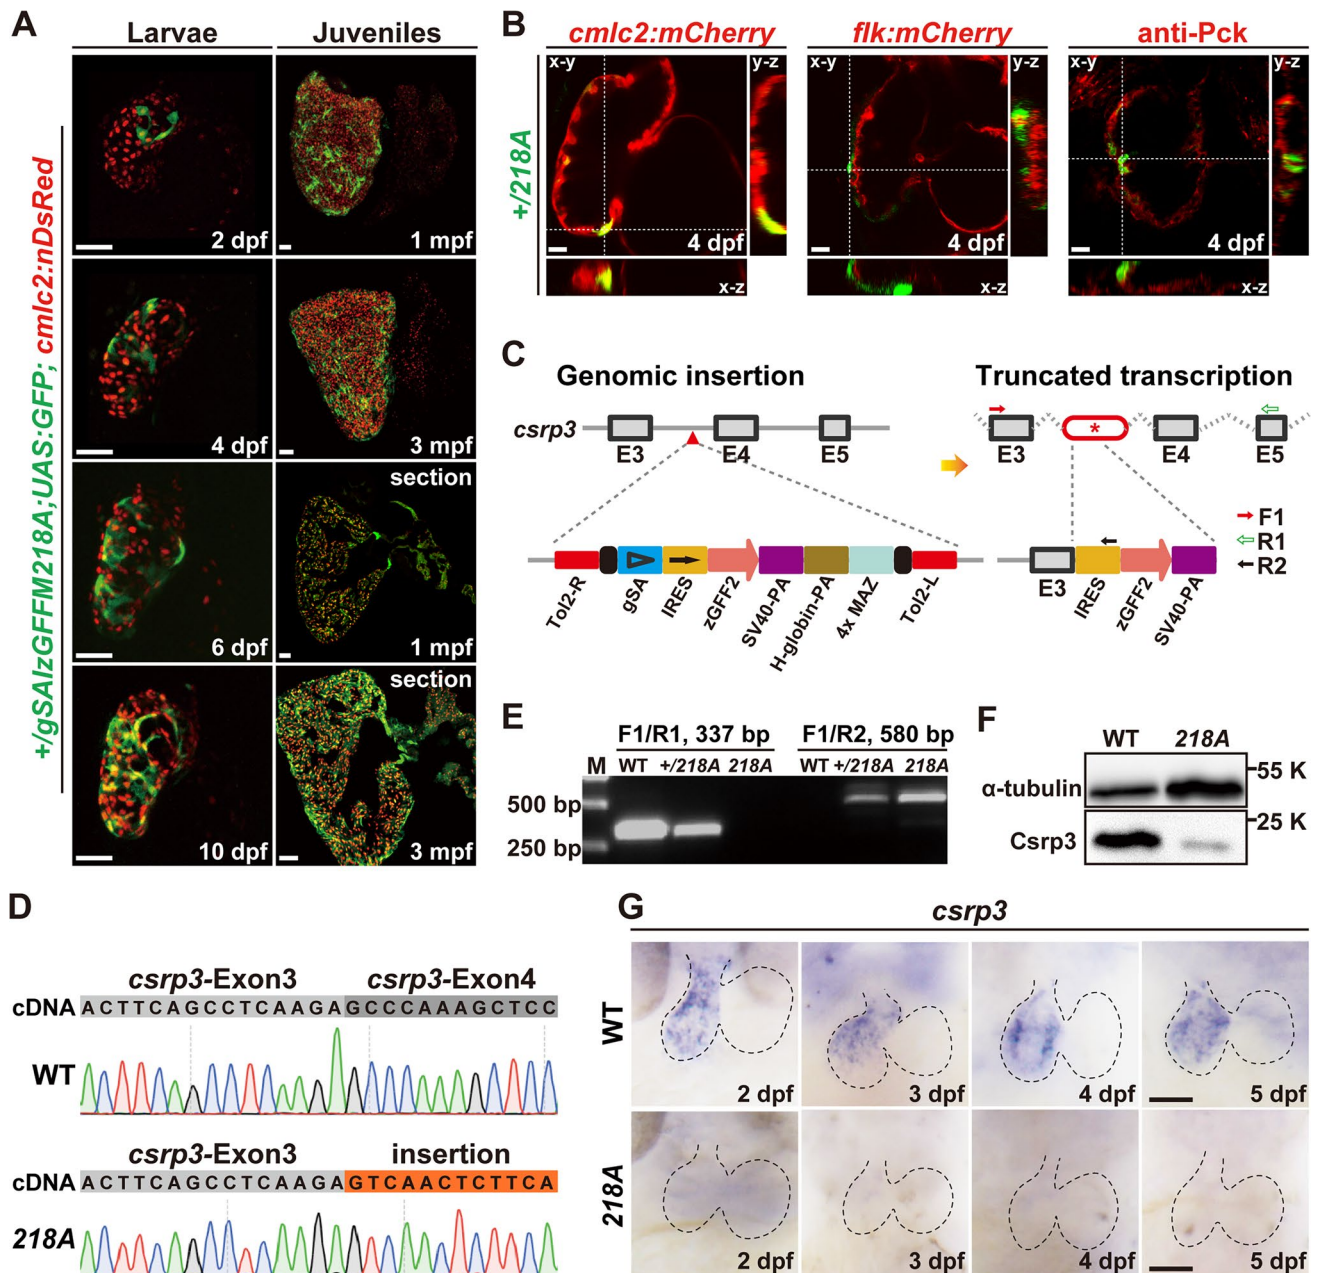 A
Larvae
Juveniles
+/gSAIzGFFM218A;UAS:GFP; cmlc2:nDsRed
2 dpf
1 mpf
4 dpf
3 mpf
6 dpf
section
1 mpf
10 dpf
section
3 mpf
B
cmlc2:mCherry
flk:mCherry
anti-Pck
+/218A
x-y
y-z
4 dpf
x-z
x-y
y-z
4 dpf
x-z
x-y
y-z
4 dpf
x-z
C
Genomic insertion
Truncated transcription
csrp3
E3
E4
E5
E3
*
E4
E5
F1
R1
R2
Tol2-R
gSA
IRES
zGFF2
SV40-PA
H-globin-PA
4x MAZ
Tol2-L
E3
IRES
zGFF2
SV40-PA
E
F1/R1, 337 bp
F1/R2, 580 bp
M
WT +/218A 218A
WT +/218A 218A
500 bp
250 bp
F
WT 218A
α-tubulin
55 K
25 K
Csrp3
D
csrp3-Exon3
csrp3-Exon4
cDNA ACTTCAGCCTCAAGAGCCCAAAGCTCC
WT
csrp3-Exon3
insertion
cDNA ACTTCAGCCTCAAGAGTCAACTCTTCA
218A
G
csrp3
WT
2 dpf
3 dpf
4 dpf
5 dpf
218A
2 dpf
3 dpf
4 dpf
5 dpf